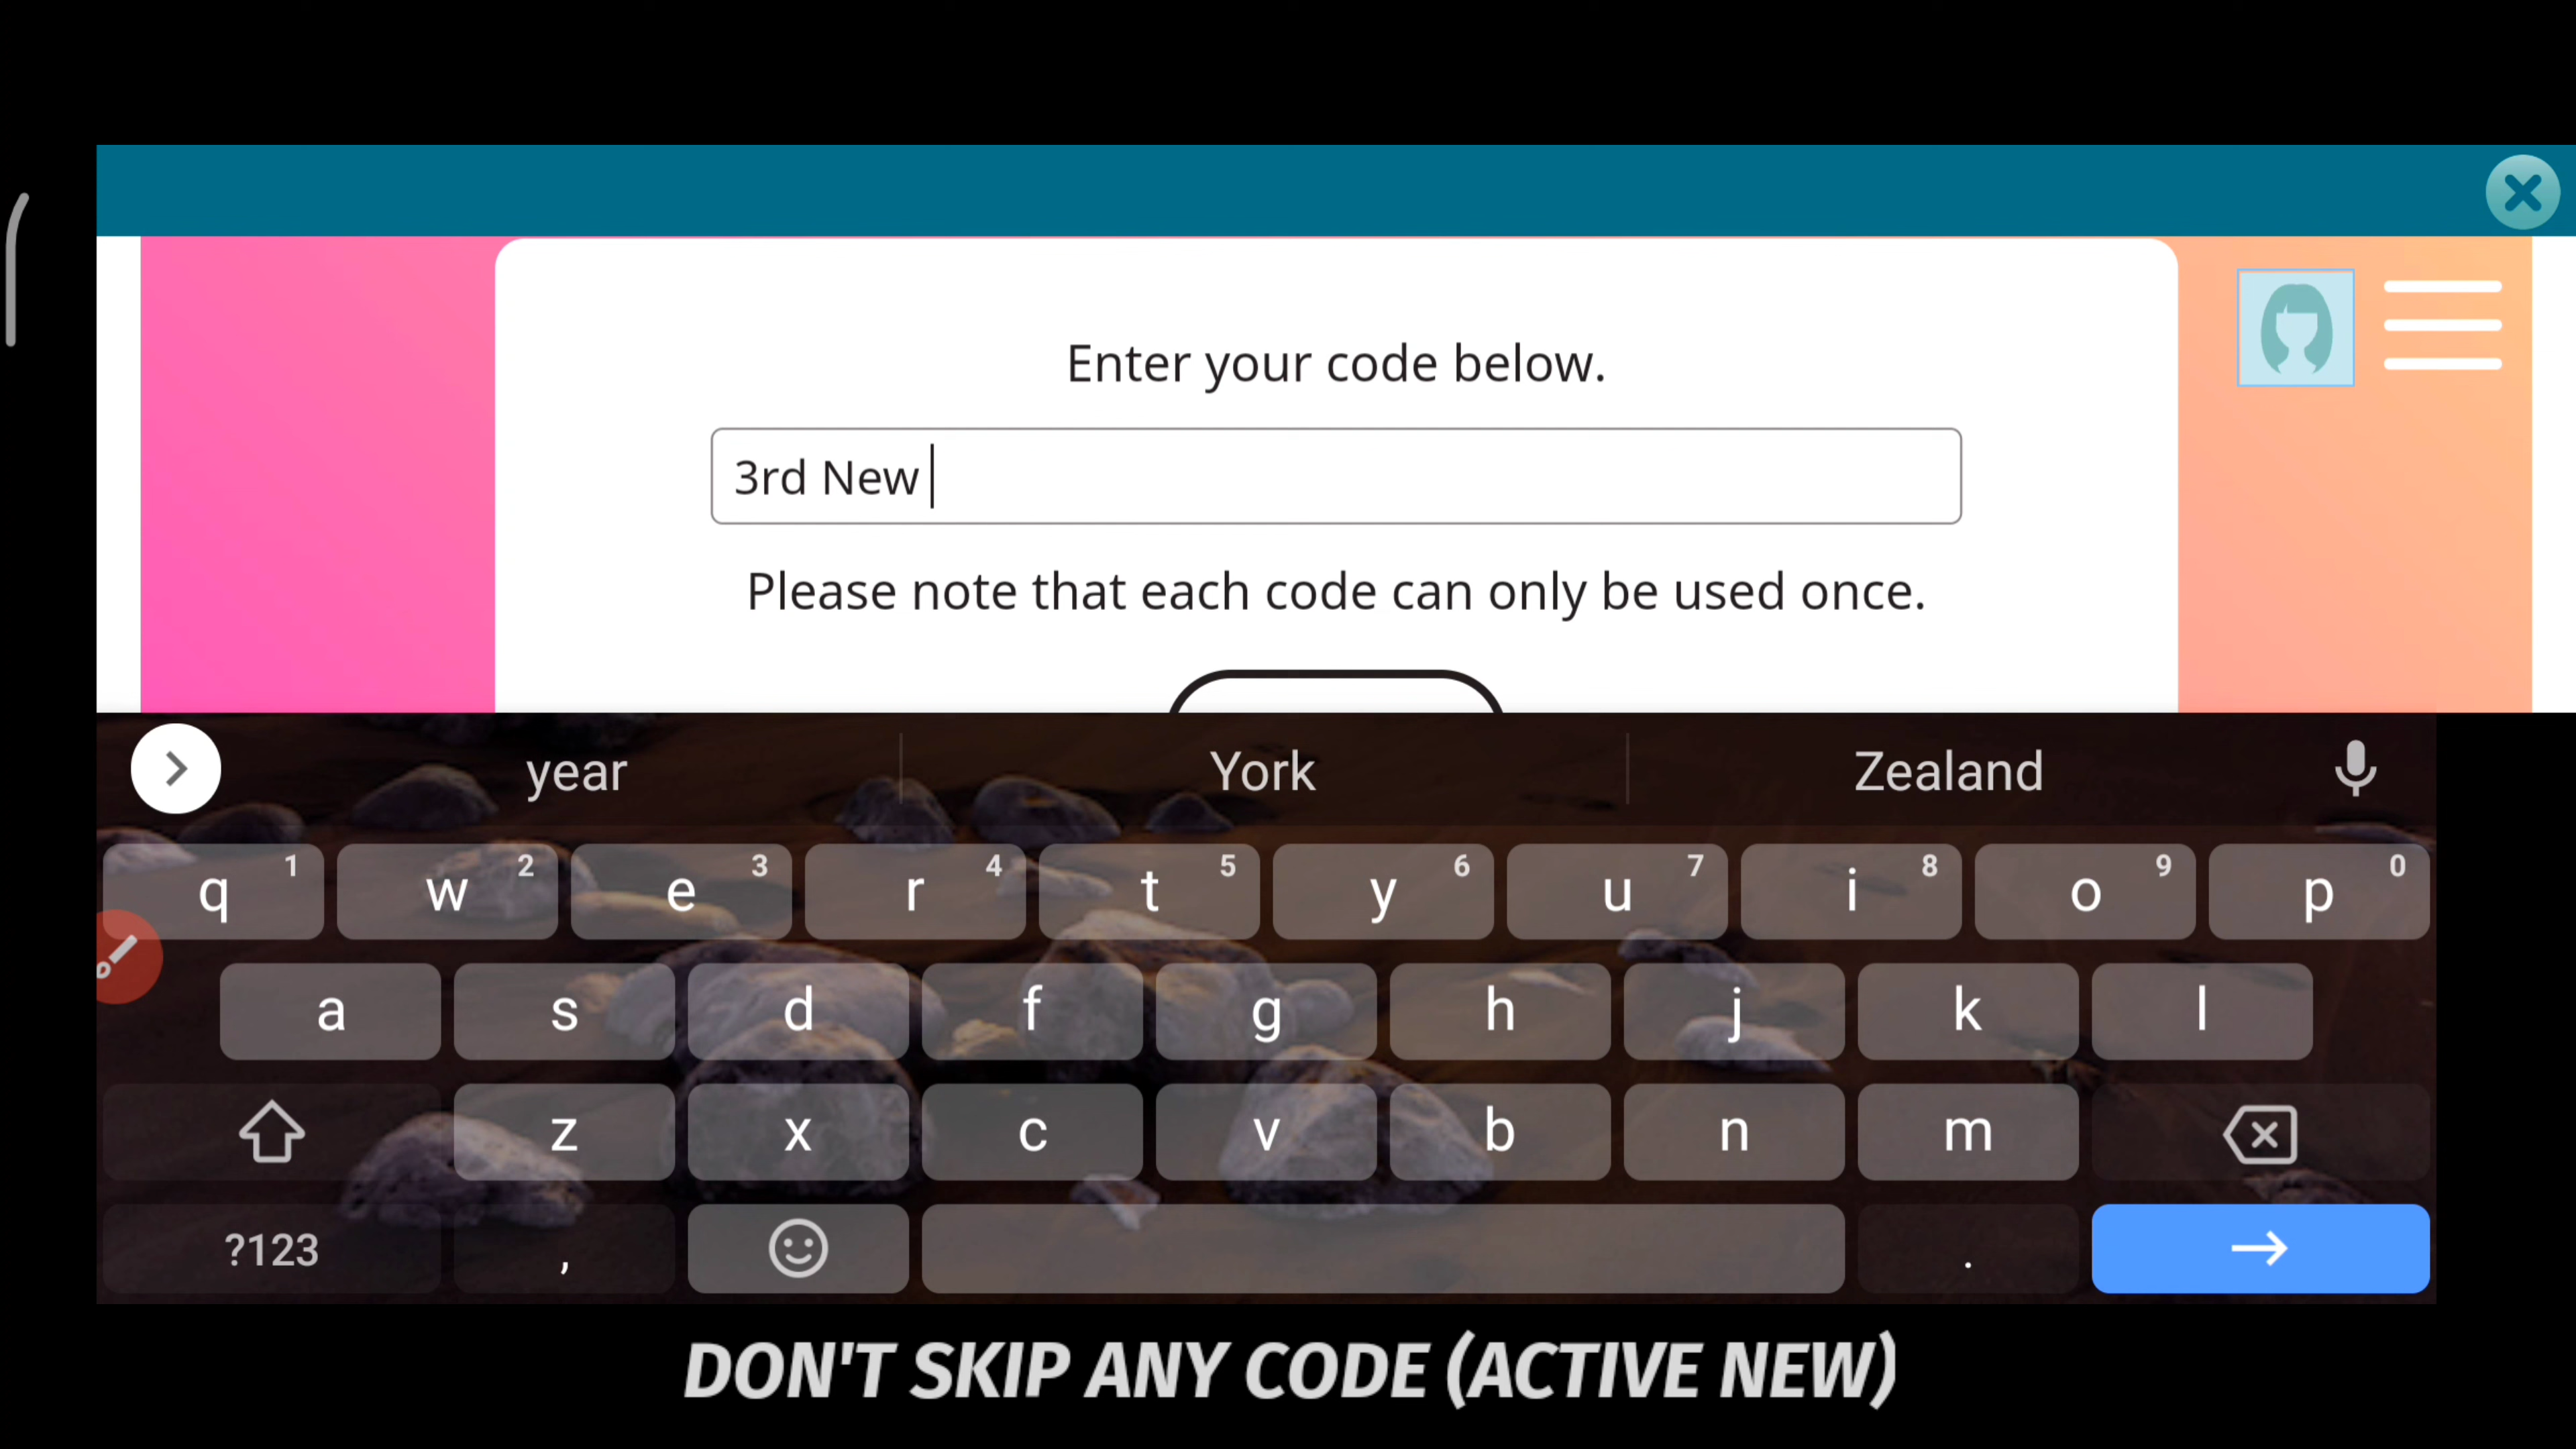 Enter your code below.
3rd New
Please note that each code can only be used once.
year York Zealand
q 1 w 2 e 3 r 4 t 5 y 6 u 7 i 8 o 9 p 0
a s d f g h j k l
z x c v b n m
?123 , .
DON'T SKIP ANY CODE (ACTIVE NEW)